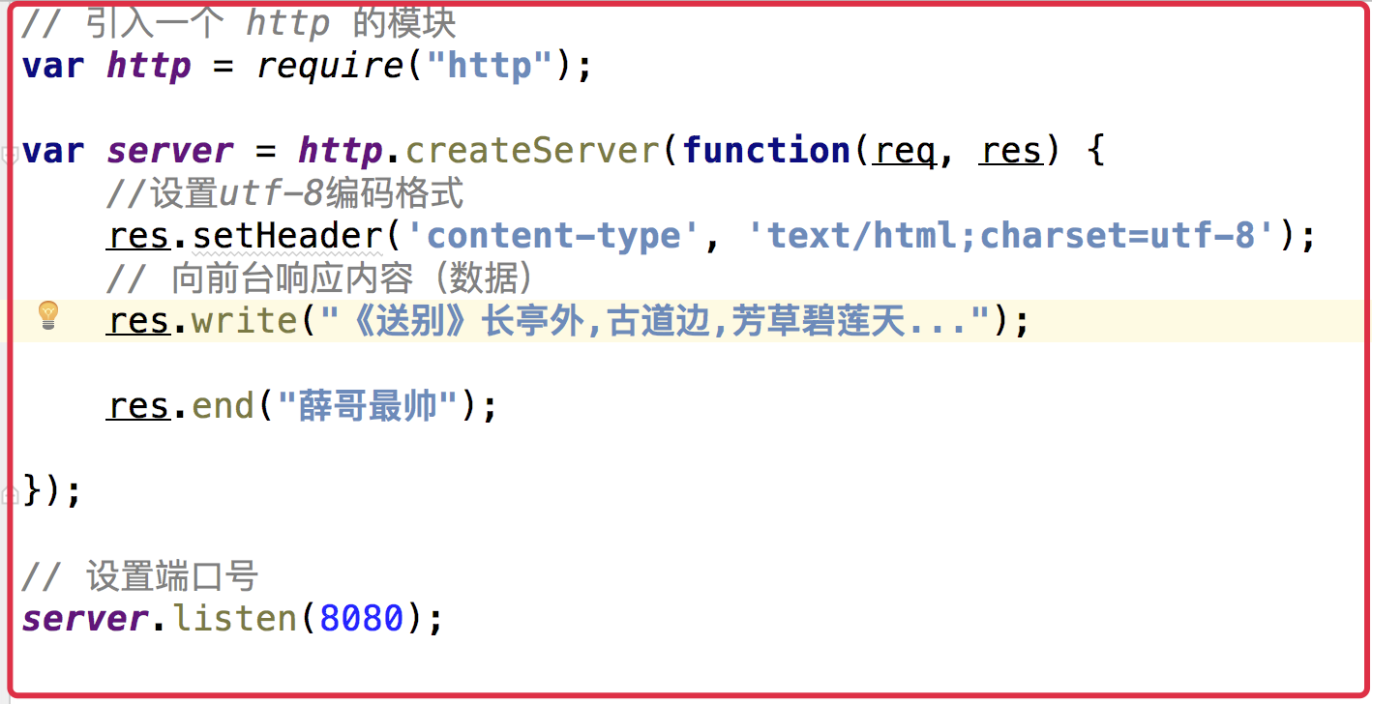 // 引入一个 http 的模块
var http = require("http");
var server = http.createServer(function(req, res) {
//设置utf-8编码格式
res.setHeader('content-type', 'text/html;charset=utf-8');
// 向前台响应内容（数据）
res.write("《送别》长亭外,古道边,芳草碧莲天...");
res.end("薛哥最帅");
});
// 设置端口号
server.listen(8080);